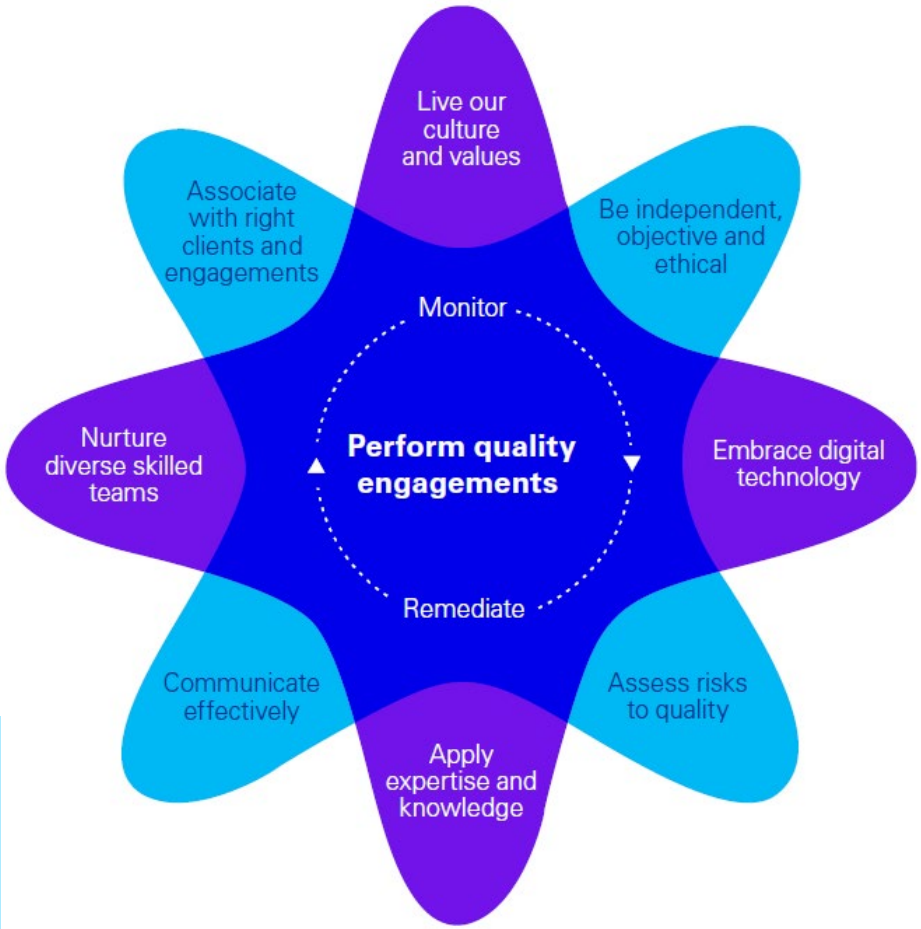 Live our
culture
and values
Associate
with right
clients and
engagements
Be independent,
objective and
ethical
Monitor
Nurture
diverse skilled
teams
Perform quality
engagements
Embrace digital
technology
Remediate
Communicate
effectively
Assess risks
to quality
Apply
expertise and
knowledge